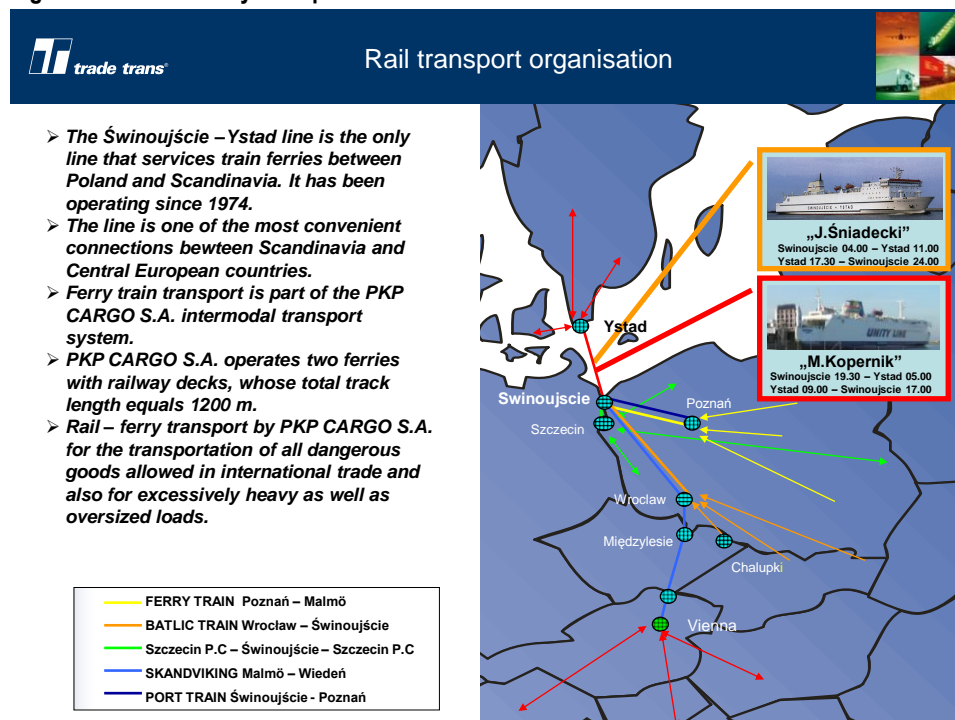 trade trans®
Rail transport organisation
➢ The Świnoujście –Ystad line is the only
line that services train ferries between
Poland and Scandinavia. It has been
operating since 1974.
➢ The line is one of the most convenient
connections bewteen Scandinavia and
Central European countries.
➢ Ferry train transport is part of the PKP
CARGO S.A. intermodal transport
system.
➢ PKP CARGO S.A. operates two ferries
with railway decks, whose total track
length equals 1200 m.
➢ Rail – ferry transport by PKP CARGO S.A.
for the transportation of all dangerous
goods allowed in international trade and
also for excessively heavy as well as
oversized loads.
FERRY TRAIN Poznań – Malmö
BATLIC TRAIN Wrocław – Świnoujście
Szczecin P.C – Świnoujście – Szczecin P.C
SKANDVIKING Malmö – Wiedeń
PORT TRAIN Świnoujście - Poznań
SWINOUJSCIE - YSTAD
„J.Śniadecki”
Swinoujscie 04.00 – Ystad 11.00
Ystad 17.30 – Swinoujscie 24.00
UNITY LINE
„M.Kopernik”
Swinoujscie 19.30 – Ystad 05.00
Ystad 09.00 – Swinoujscie 17.00
Ystad
Swinoujscie
Poznań
Szczecin
Wroclaw
Międzylesie
Chalupki
Vienna